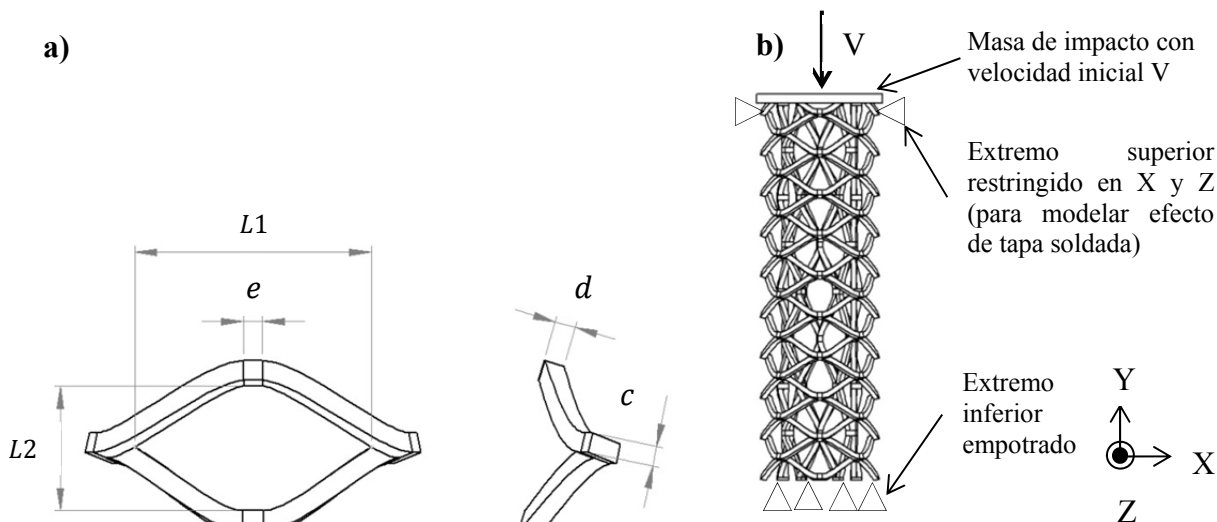 a)
L1
e
L2
d
c
b)
V
Masa de impacto con
velocidad inicial V
Extremo superior
restringido en X y Z
(para modelar efecto
de tapa soldada)
Extremo
inferior
empotrado
Y
X
Z